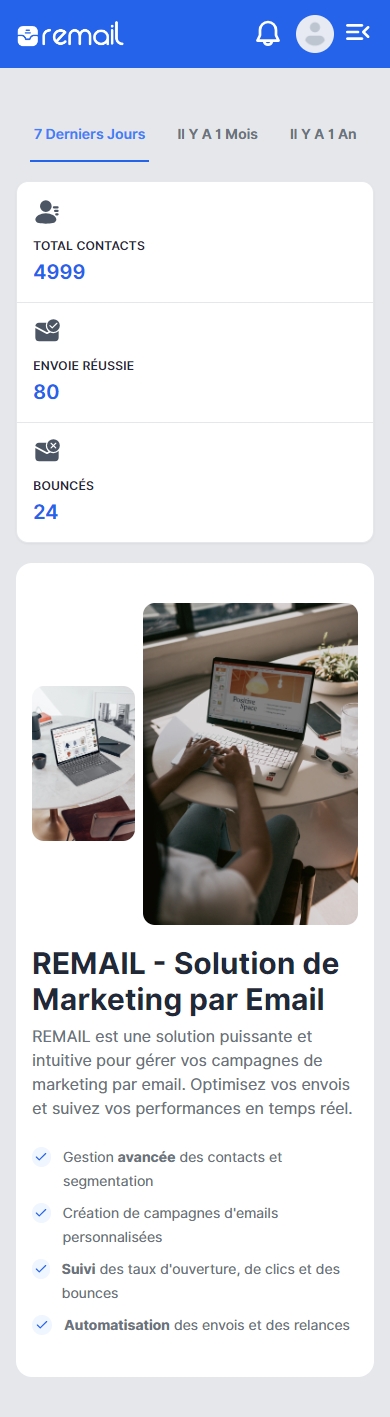 remail
7 Derniers Jours Il Y A 1 Mois Il Y A 1 An
TOTAL CONTACTS
4999
ENVOIE RÉUSSIE
80
BOUNCÉS
24
Positive
Space
REMAIL - Solution de
Marketing par Email
REMAIL est une solution puissante et
intuitive pour gérer vos campagnes de
marketing par email. Optimisez vos envois
et suivez vos performances en temps réel.
Gestion avancée des contacts et
segmentation
Création de campagnes d'emails
personnalisées
Suivi des taux d'ouverture, de clics et des
bounces
Automatisation des envois et des relances